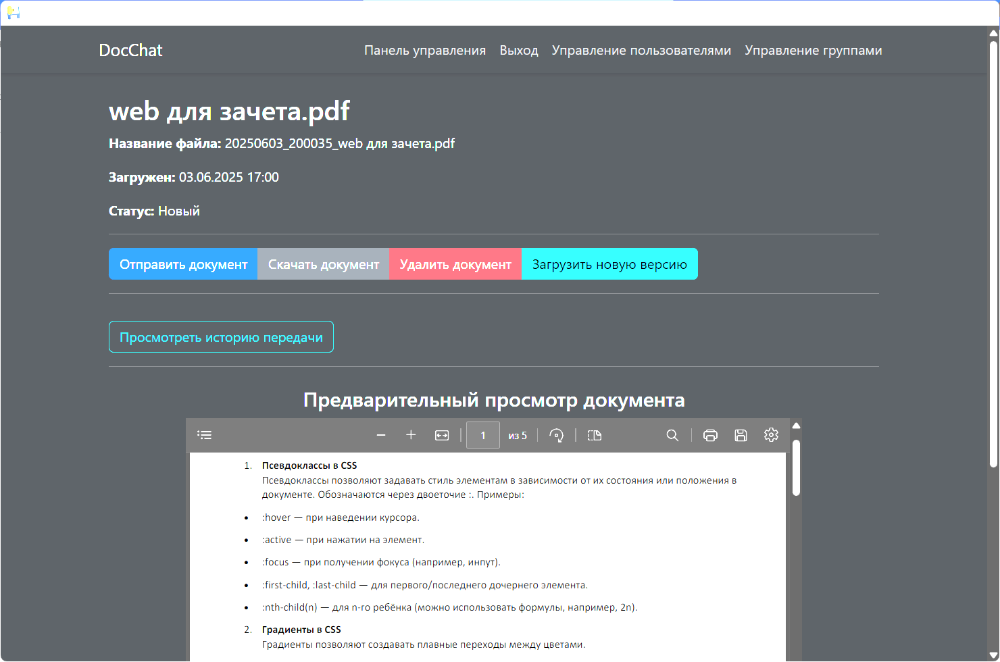 DocChat
Панель управления
Выход
Управление пользователями
Управление группами
web для зачета.pdf
Название файла: 20250603_200035_web для зачета.pdf
Загружен: 03.06.2025 17:00
Статус: Новый
Отправить документ
Скачать документ
Удалить документ
Загрузить новую версию
Просмотреть историю передачи
Предварительный просмотр документа
1 из 5
1. Псевдоклассы в CSS
Псевдоклассы позволяют задавать стиль элементам в зависимости от их состояния или положения в
документе. Обозначаются через двоеточие :. Примеры:
• :hover — при наведении курсора.
• :active — при нажатии на элемент.
• :focus — при получении фокуса (например, инпут).
• :first-child, :last-child — для первого/последнего дочернего элемента.
• :nth-child(n) — для n-го ребёнка (можно использовать формулы, например, 2n).
2. Градиенты в CSS
Градиенты позволяют создавать плавные переходы между цветами.